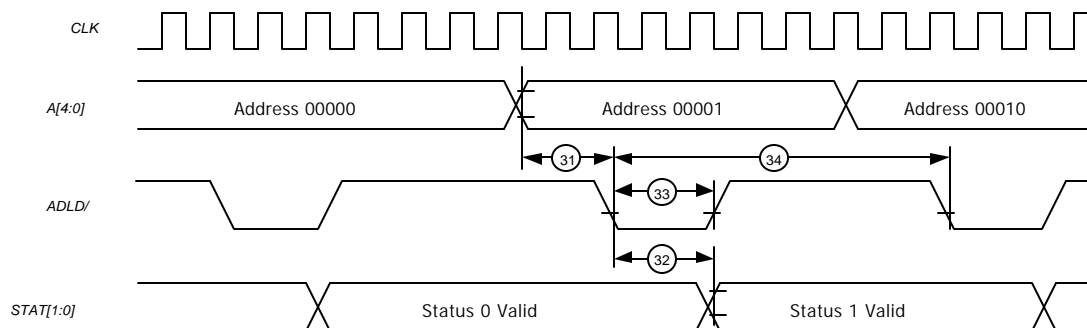 CLK
A[4:0] Address 00000 Address 00001 Address 00010
31 34
ADLD/ 33
32
STAT[1:0] Status 0 Valid Status 1 Valid